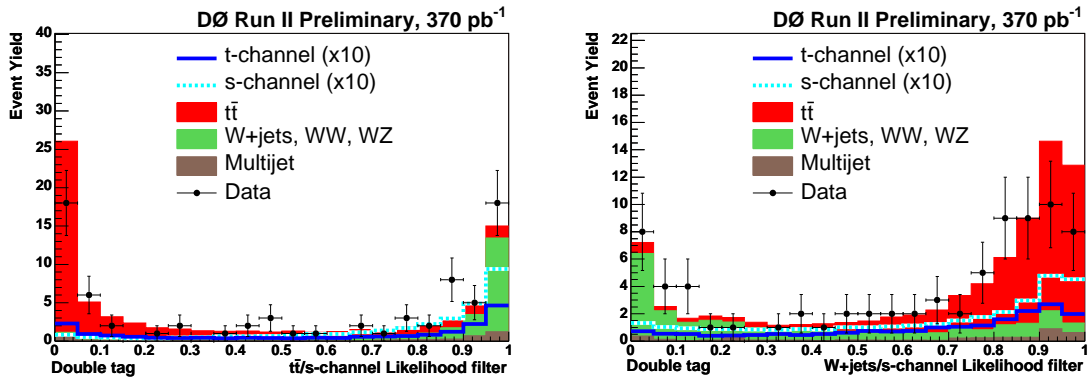 DØ Run II Preliminary, 370 pb-1
Event Yield
40
35
30
25
20
15
10
5
0
t-channel (x10)
s-channel (x10)
tt̄
W+jets, WW, WZ
Multijet
Data
0 0.1 0.2 0.3 0.4 0.5 0.6 0.7 0.8 0.9 1
Double tag tt̄/s-channel Likelihood filter
DØ Run II Preliminary, 370 pb-1
Event Yield
22
20
18
16
14
12
10
8
6
4
2
0
t-channel (x10)
s-channel (x10)
tt̄
W+jets, WW, WZ
Multijet
Data
0 0.1 0.2 0.3 0.4 0.5 0.6 0.7 0.8 0.9 1
Double tag W+jets/s-channel Likelihood filter